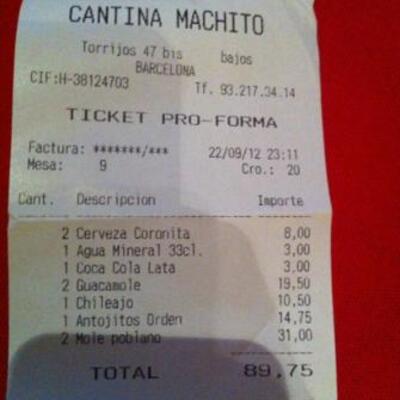 CANTINA MACHITO
Torrijos 47 bis bajos
BARCELONA
CIF:H-38124703 Tf. 93.217.34.14
TICKET PRO-FORMA
Factura: *******/*** 22/09/12 23:11
Mesa: 9 Cro.: 20
Cant. Descripcion Importe
2 Cerveza Coronita 8,00
1 Agua Mineral 33cl. 3,00
1 Coca Cola Lata 3,00
2 Guacamole 19,50
1 Chileajo 10,50
1 Antojitos Orden 14,75
2 Mole poblano 31,00
TOTAL 89,75